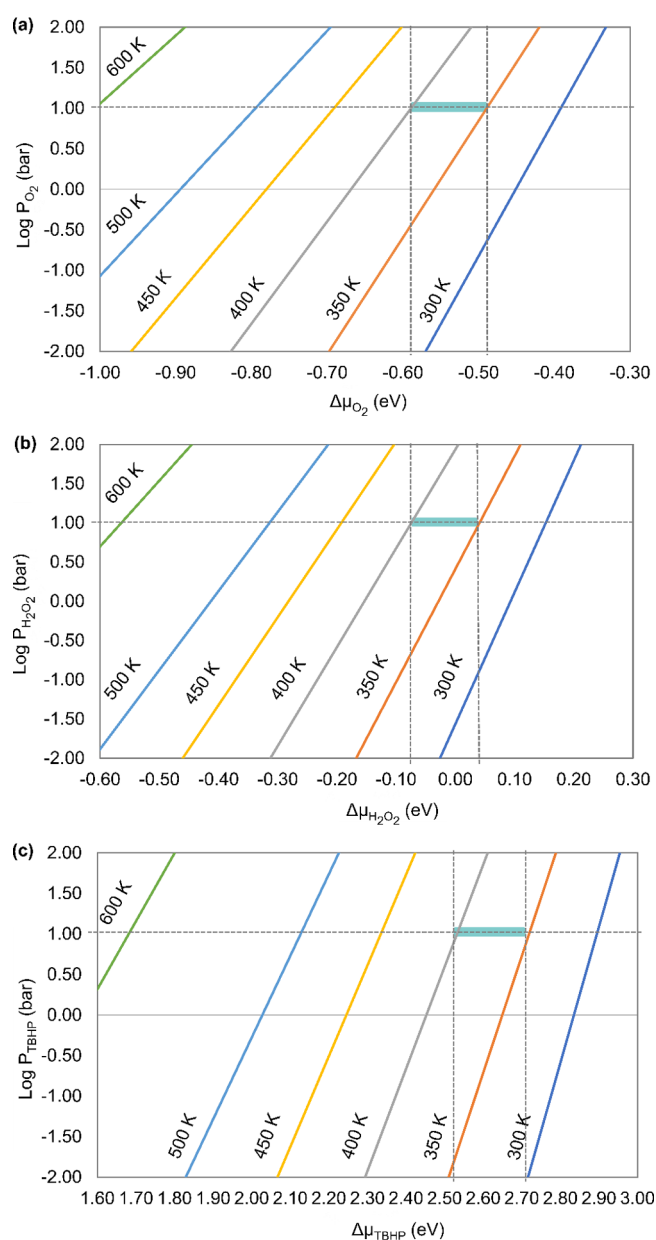 (a)
2.00
1.50
1.00
0.50
0.00
-0.50
-1.00
-1.50
-2.00
Log P_O₂ (bar)
600 K
500 K
450 K
400 K
350 K
300 K
-1.00 -0.90 -0.80 -0.70 -0.60 -0.50 -0.40 -0.30
Δμ_O₂ (eV)
(b)
2.00
1.50
1.00
0.50
0.00
-0.50
-1.00
-1.50
-2.00
Log P_H₂O₂ (bar)
600 K
500 K
450 K
400 K
350 K
300 K
-0.60 -0.50 -0.40 -0.30 -0.20 -0.10 0.00 0.10 0.20 0.30
Δμ_H₂O₂ (eV)
(c)
2.00
1.50
1.00
0.50
0.00
-0.50
-1.00
-1.50
-2.00
Log P_TBHP (bar)
600 K
500 K
450 K
400 K
350 K
300 K
1.60 1.70 1.80 1.90 2.00 2.10 2.20 2.30 2.40 2.50 2.60 2.70 2.80 2.90 3.00
Δμ_TBHP (eV)